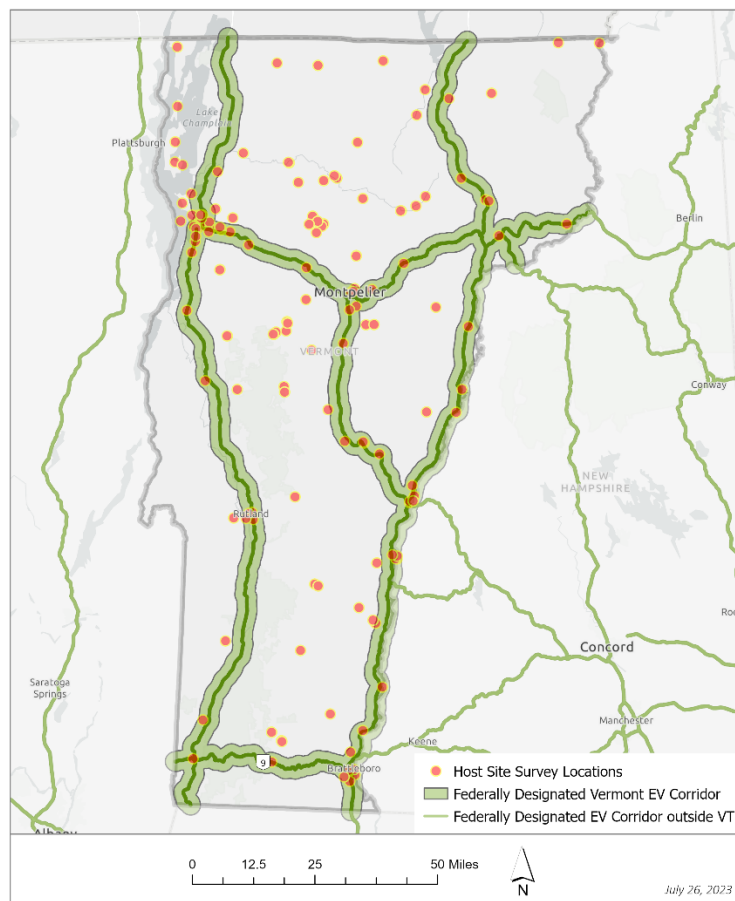 Lake
Champl
Plattsburgh
Berlin
Montpelier
VERMONT
Conway
NEW
HAMPSHIRE
Rutland
Ro
Concord
Saratoga
Springs
Manchester
Keene
9
Brattleboro
Host Site Survey Locations
Federally Designated Vermont EV Corridor
Federally Designated EV Corridor outside VT
Albany
0 12.5 25 50 Miles
N
July 26, 2023